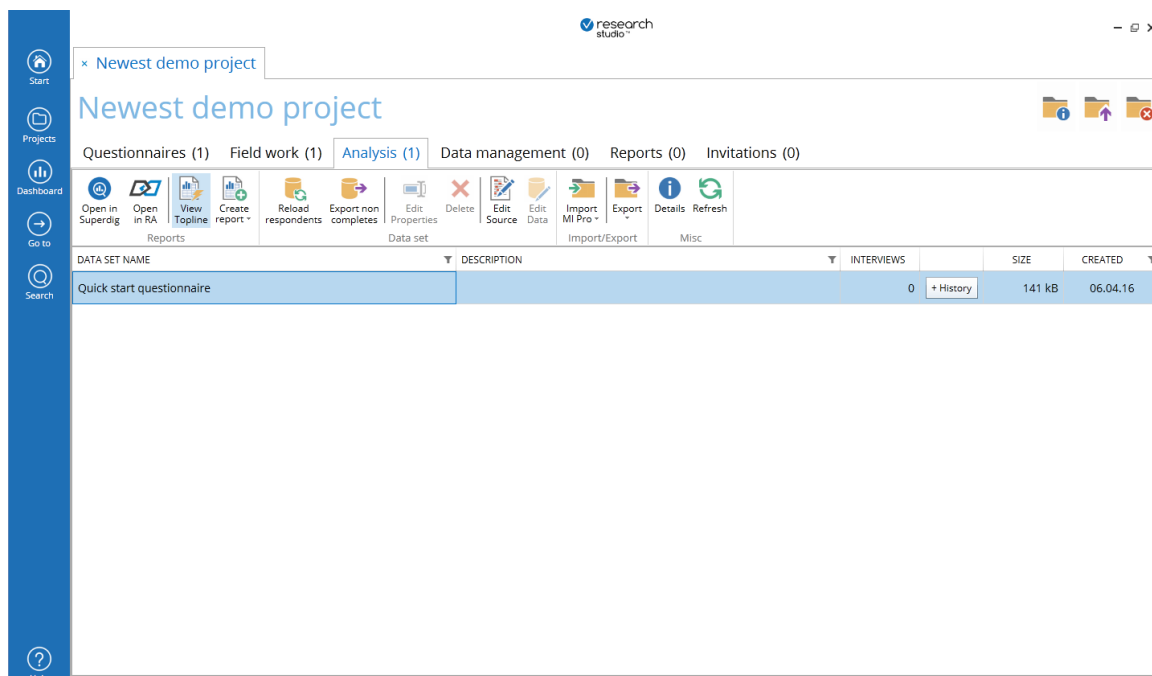 research
studio™
Start
Projects
Dashboard
Go to
Search
× Newest demo project
Newest demo project
Questionnaires (1) Field work (1) Analysis (1) Data management (0) Reports (0) Invitations (0)
Open in Superdig
Open in RA
View Topline
Create report
Reports
Reload respondents
Export non completes
Edit Properties
Delete
Edit Source
Edit Data
Data set
Import MI Pro
Export
Import/Export
Details
Refresh
Misc
DATA SET NAME DESCRIPTION INTERVIEWS SIZE CREATED
Quick start questionnaire 0 + History 141 kB 06.04.16